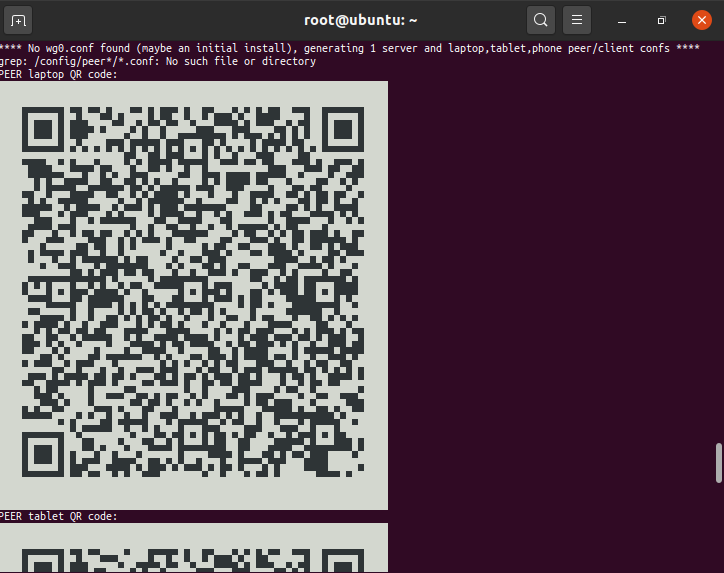 root@ubuntu: ~
**** No wg0.conf found (maybe an initial install), generating 1 server and laptop,tablet,phone peer/client confs ****
grep: /config/peer*/*.conf: No such file or directory
PEER laptop QR code:
PEER tablet QR code: